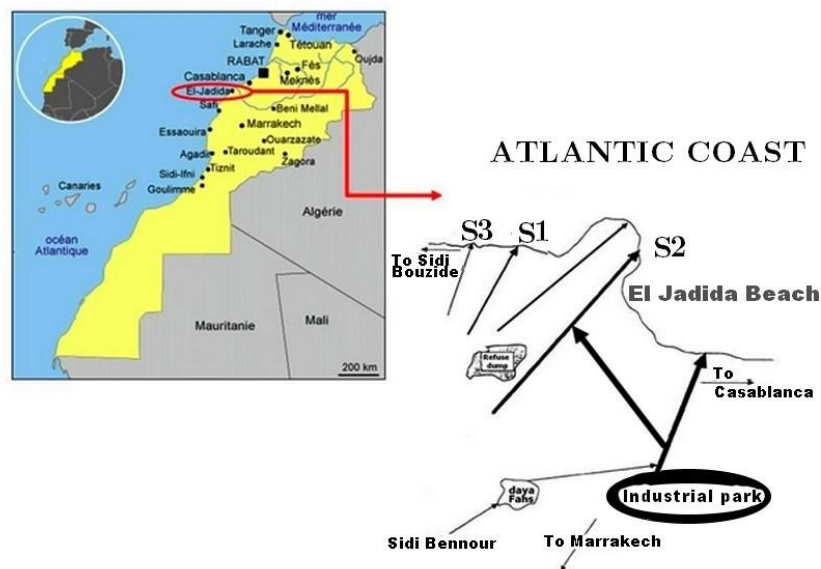 mer
Méditerranée
Tanger
Tétouan
Larache
Oujda
RABAT
Fès
Meknès
Casablanca
El-Jadida
Safi
Beni Mellal
Essaouira
Marrakech
Ouarzazate
Agadir
Taroudant
Zagora
Tiznit
Sidi-Ifni
Goulimme
Canaries
océan
Atlantique
Algérie
Mauritanie
Mali
200 km
ATLANTIC COAST
S3
S1
S2
To Sidi
Bouzide
El Jadida Beach
Refuse
dump
To
Casablanca
daya
Fahs
Industrial park
Sidi Bennour
To Marrakech